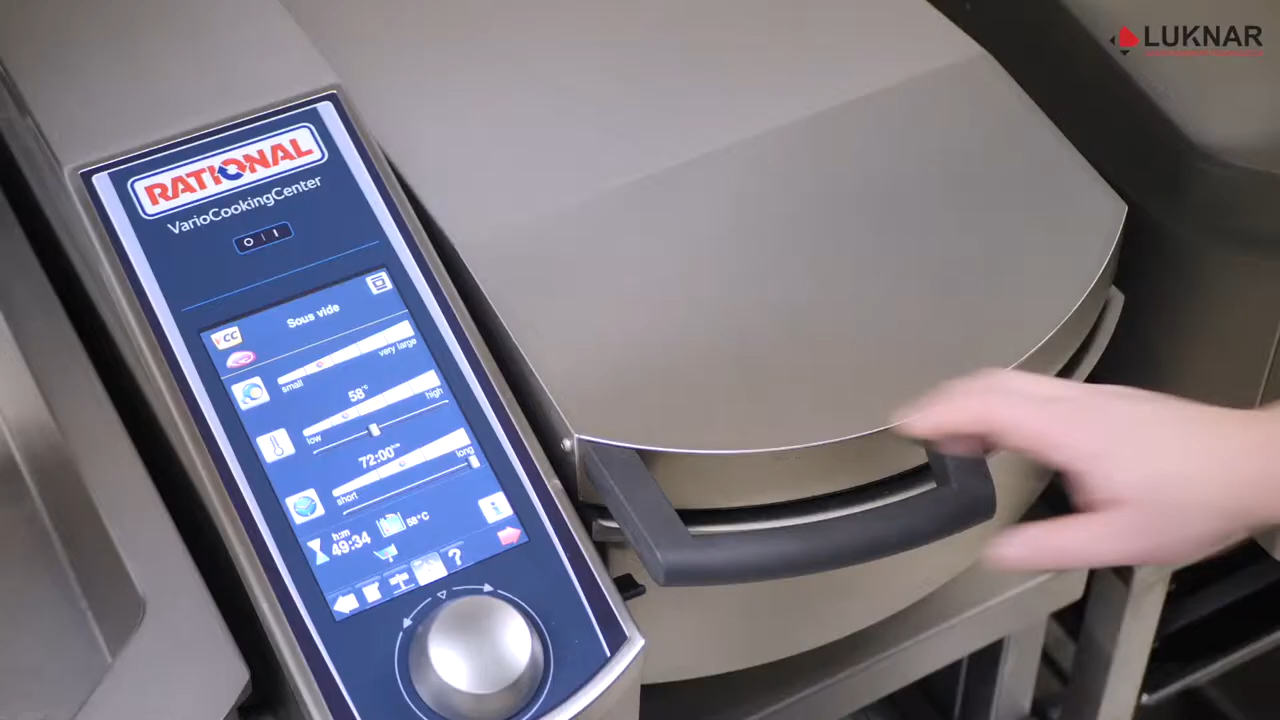 LUKNAR
RATIONAL
VarioCookingCenter
O | I
VCC
Sous vide
small
very large
58°C
low
high
72:00
short
long
i
h:m
49:34
58°C
?